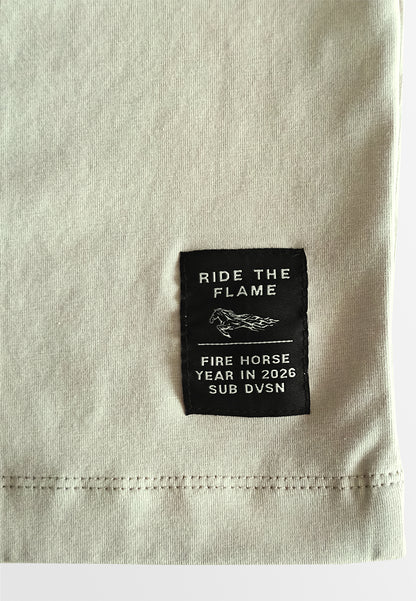 RIDE THE
FLAME
FIRE HORSE
YEAR IN 2026
SUB DVSN